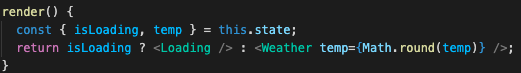 render() {
  const { isLoading, temp } = this.state;
  return isLoading ? <Loading /> : <Weather temp={Math.round(temp)} />;
}